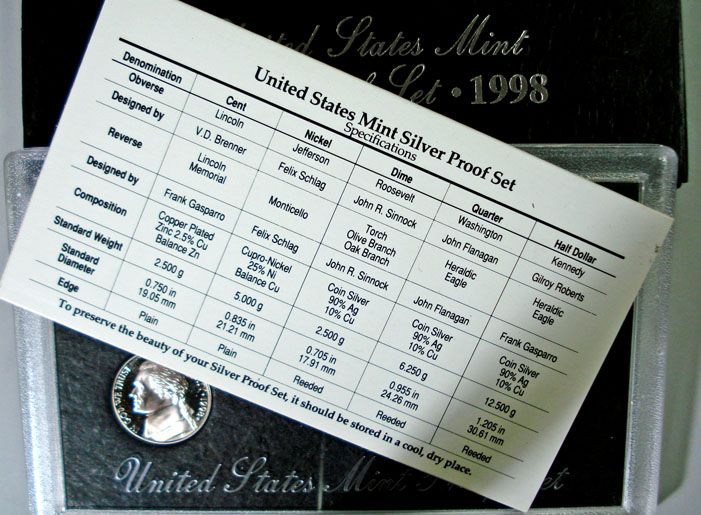 United States Mint
Set · 1998
United States Mint Silver Proof Set
Specifications
Denomination Cent Nickel Dime Quarter Half Dollar
Obverse Lincoln Jefferson Roosevelt Washington Kennedy
Designed by V.D. Brenner Felix Schlag John R. Sinnock John Flanagan Gilroy Roberts
Reverse Lincoln Monticello Torch Heraldic Heraldic
Memorial Olive Branch Eagle Eagle
Oak Branch
Designed by Frank Gasparro Felix Schlag John R. Sinnock John Flanagan Frank Gasparro
Composition Copper Plated Cupro-Nickel Coin Silver Coin Silver Coin Silver
Zinc 2.5% Cu 25% Ni 90% Ag 90% Ag 90% Ag
Balance Zn Balance Cu 10% Cu 10% Cu 10% Cu
Standard Weight 2.500 g 5.000 g 2.500 g 6.250 g 12.500 g
Standard 0.750 in 0.835 in 0.705 in 0.955 in 1.205 in
Diameter 19.05 mm 21.21 mm 17.91 mm 24.26 mm 30.61 mm
Edge Plain Plain Reeded Reeded Reeded
To preserve the beauty of your Silver Proof Set, it should be stored in a cool, dry place.
United States Mint